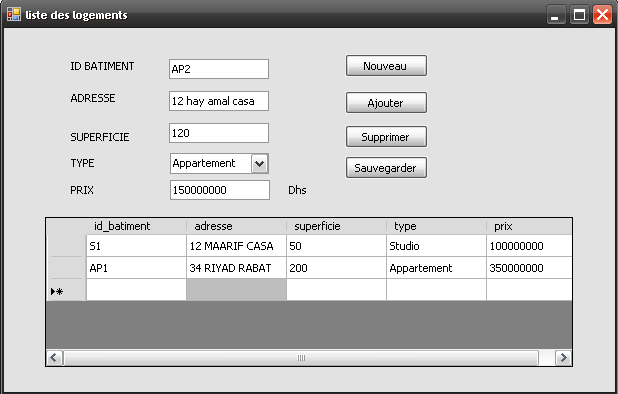 liste des logements
ID BATIMENT AP2 Nouveau
ADRESSE 12 hay amal casa Ajouter
SUPERFICIE 120 Supprimer
TYPE Appartement Sauvegarder
PRIX 150000000 Dhs
id_batiment adresse superficie type prix
S1 12 MAARIF CASA 50 Studio 100000000
AP1 34 RIYAD RABAT 200 Appartement 350000000